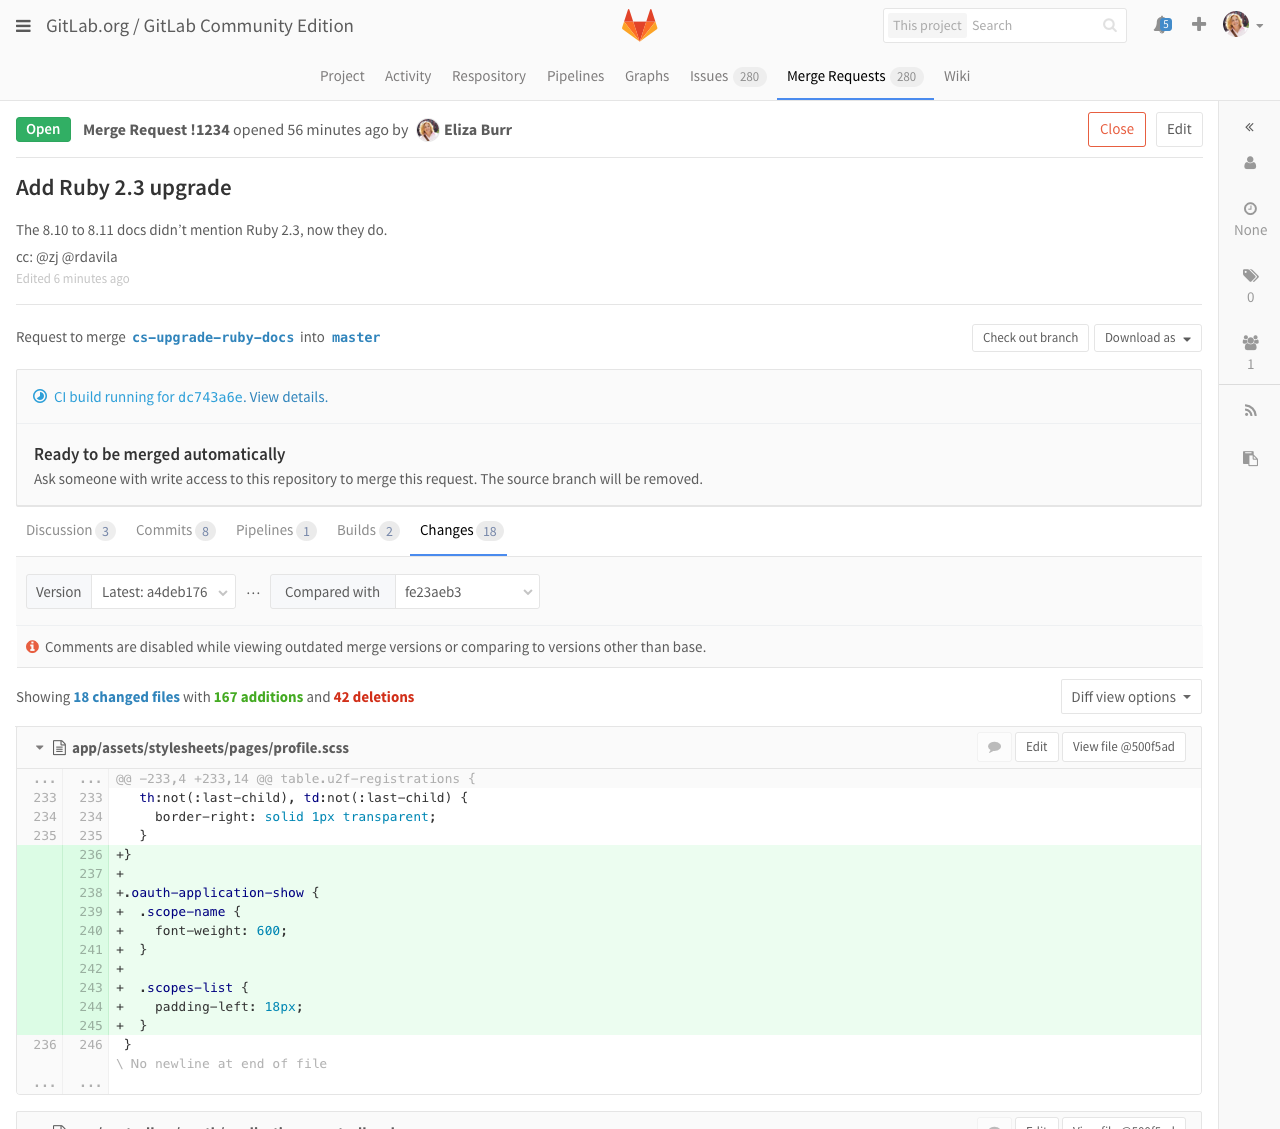 GitLab.org / GitLab Community Edition
This project Search
5
Project Activity Respository Pipelines Graphs Issues 280 Merge Requests 280 Wiki
Open Merge Request !1234 opened 56 minutes ago by Eliza Burr Close Edit
Add Ruby 2.3 upgrade
The 8.10 to 8.11 docs didn’t mention Ruby 2.3, now they do.
cc: @zj @rdavila
Edited 6 minutes ago
None
0
1
Request to merge cs-upgrade-ruby-docs into master Check out branch Download as
CI build running for dc743a6e. View details.
Ready to be merged automatically
Ask someone with write access to this repository to merge this request. The source branch will be removed.
Discussion 3 Commits 8 Pipelines 1 Builds 2 Changes 18
Version Latest: a4deb176 ... Compared with fe23aeb3
Comments are disabled while viewing outdated merge versions or comparing to versions other than base.
Showing 18 changed files with 167 additions and 42 deletions Diff view options
app/assets/stylesheets/pages/profile.scss Edit View file @500f5ad
... ... @@ -233,4 +233,14 @@ table.u2f-registrations {
233 233 th:not(:last-child), td:not(:last-child) {
234 234 border-right: solid 1px transparent;
235 235 }
236 +}
237 +
238 +.oauth-application-show {
239 + .scope-name {
240 + font-weight: 600;
241 + }
242 +
243 + .scopes-list {
244 + padding-left: 18px;
245 + }
236 246 }
\ No newline at end of file
... ...